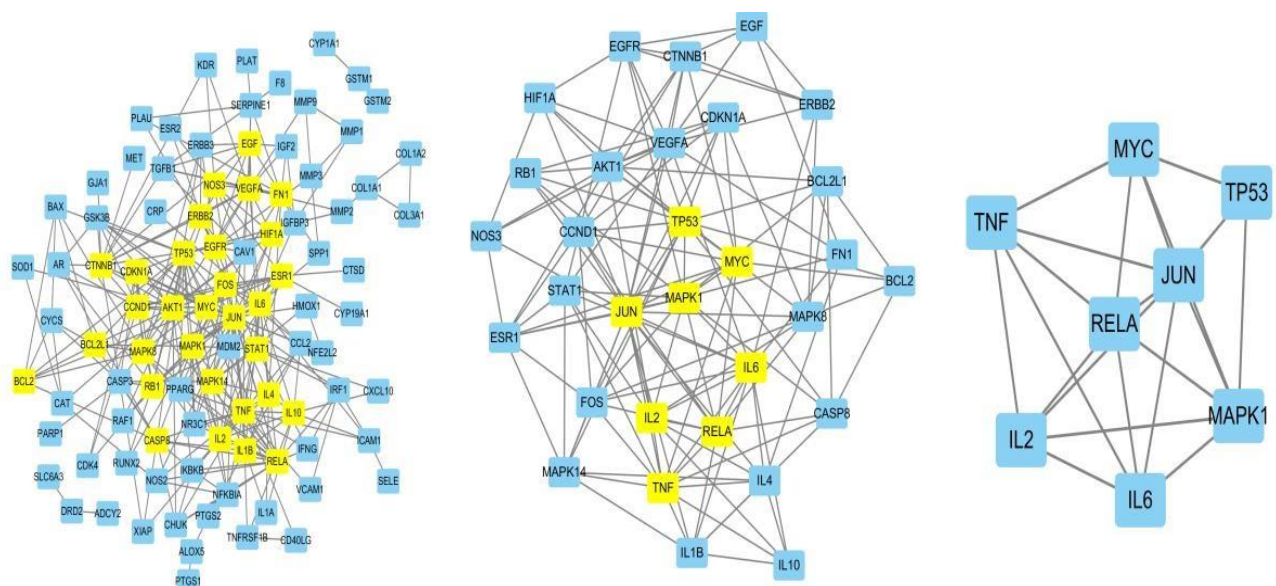 CYP1A1
KDR
PLAT
GSTM1
F8
GSTM2
SERPINE1
MMP9
PLAU
ESR2
MMP1
ERBB3
EGF
IGF2
MET
TGFB1
COL1A2
GJA1
NOS3
VEGFA
FN1
MMP3
COL1A1
BAX
GSK3B
CRP
MMP2
COL3A1
ERBB2
IGFBP3
HIF1A
AR
TP53
EGFR
CAV1
SPP1
SOD1
CTNNB1
CDKN1A
FOS
ESR1
CTSD
CCND1
AKT1
MYC
IL6
HMOX1
CYP19A1
CYCS
JUN
BCL2L1
MAPK8
MAPK1
MDM2
STAT1
CCL2
NFE2L2
BCL2
CASP3
RB1
PPARG
MAPK14
IRF1
CXCL10
CAT
IL4
PARP1
RAF1
NR3C1
TNF
IL10
ICAM1
CASP8
IL2
IL1B
IFNG
CDK4
RUNX2
IKBKB
RELA
SLC6A3
NOS2
NFKBIA
VCAM1
SELE
DRD2
ADCY2
XIAP
CHUK
PTGS2
IL1A
TNFRSF1B
CD40LG
ALOX5
PTGS1
EGF
EGFR
CTNNB1
HIF1A
ERBB2
CDKN1A
VEGFA
RB1
AKT1
BCL2L1
TP53
NOS3
CCND1
MYC
FN1
BCL2
STAT1
MAPK1
JUN
MAPK8
ESR1
IL6
FOS
IL2
CASP8
RELA
MAPK14
TNF
IL4
IL1B
IL10
MYC
TP53
TNF
JUN
RELA
MAPK1
IL2
IL6